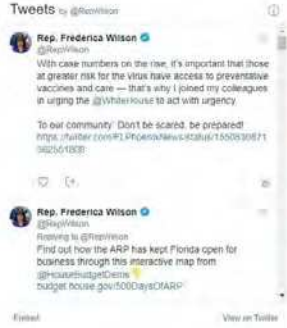 Tweets by @RepWilson
Rep. Frederica Wilson
@RepWilson
With case numbers on the rise, it's important that those
at greater risk for the virus have access to preventative
vaccines and care — that's why I joined my colleagues
in urging the @WhiteHouse to act with urgency.
To our community: Don't be scared, be prepared!
Rep. Frederica Wilson
@RepWilson
Replying to @RepWilson
Find out how the ARP has kept Florida open for
business through this interactive map from
@HouseBudgetDems 👇
budget.house.gov/500DaysOfARP
Embed
View on Twitter